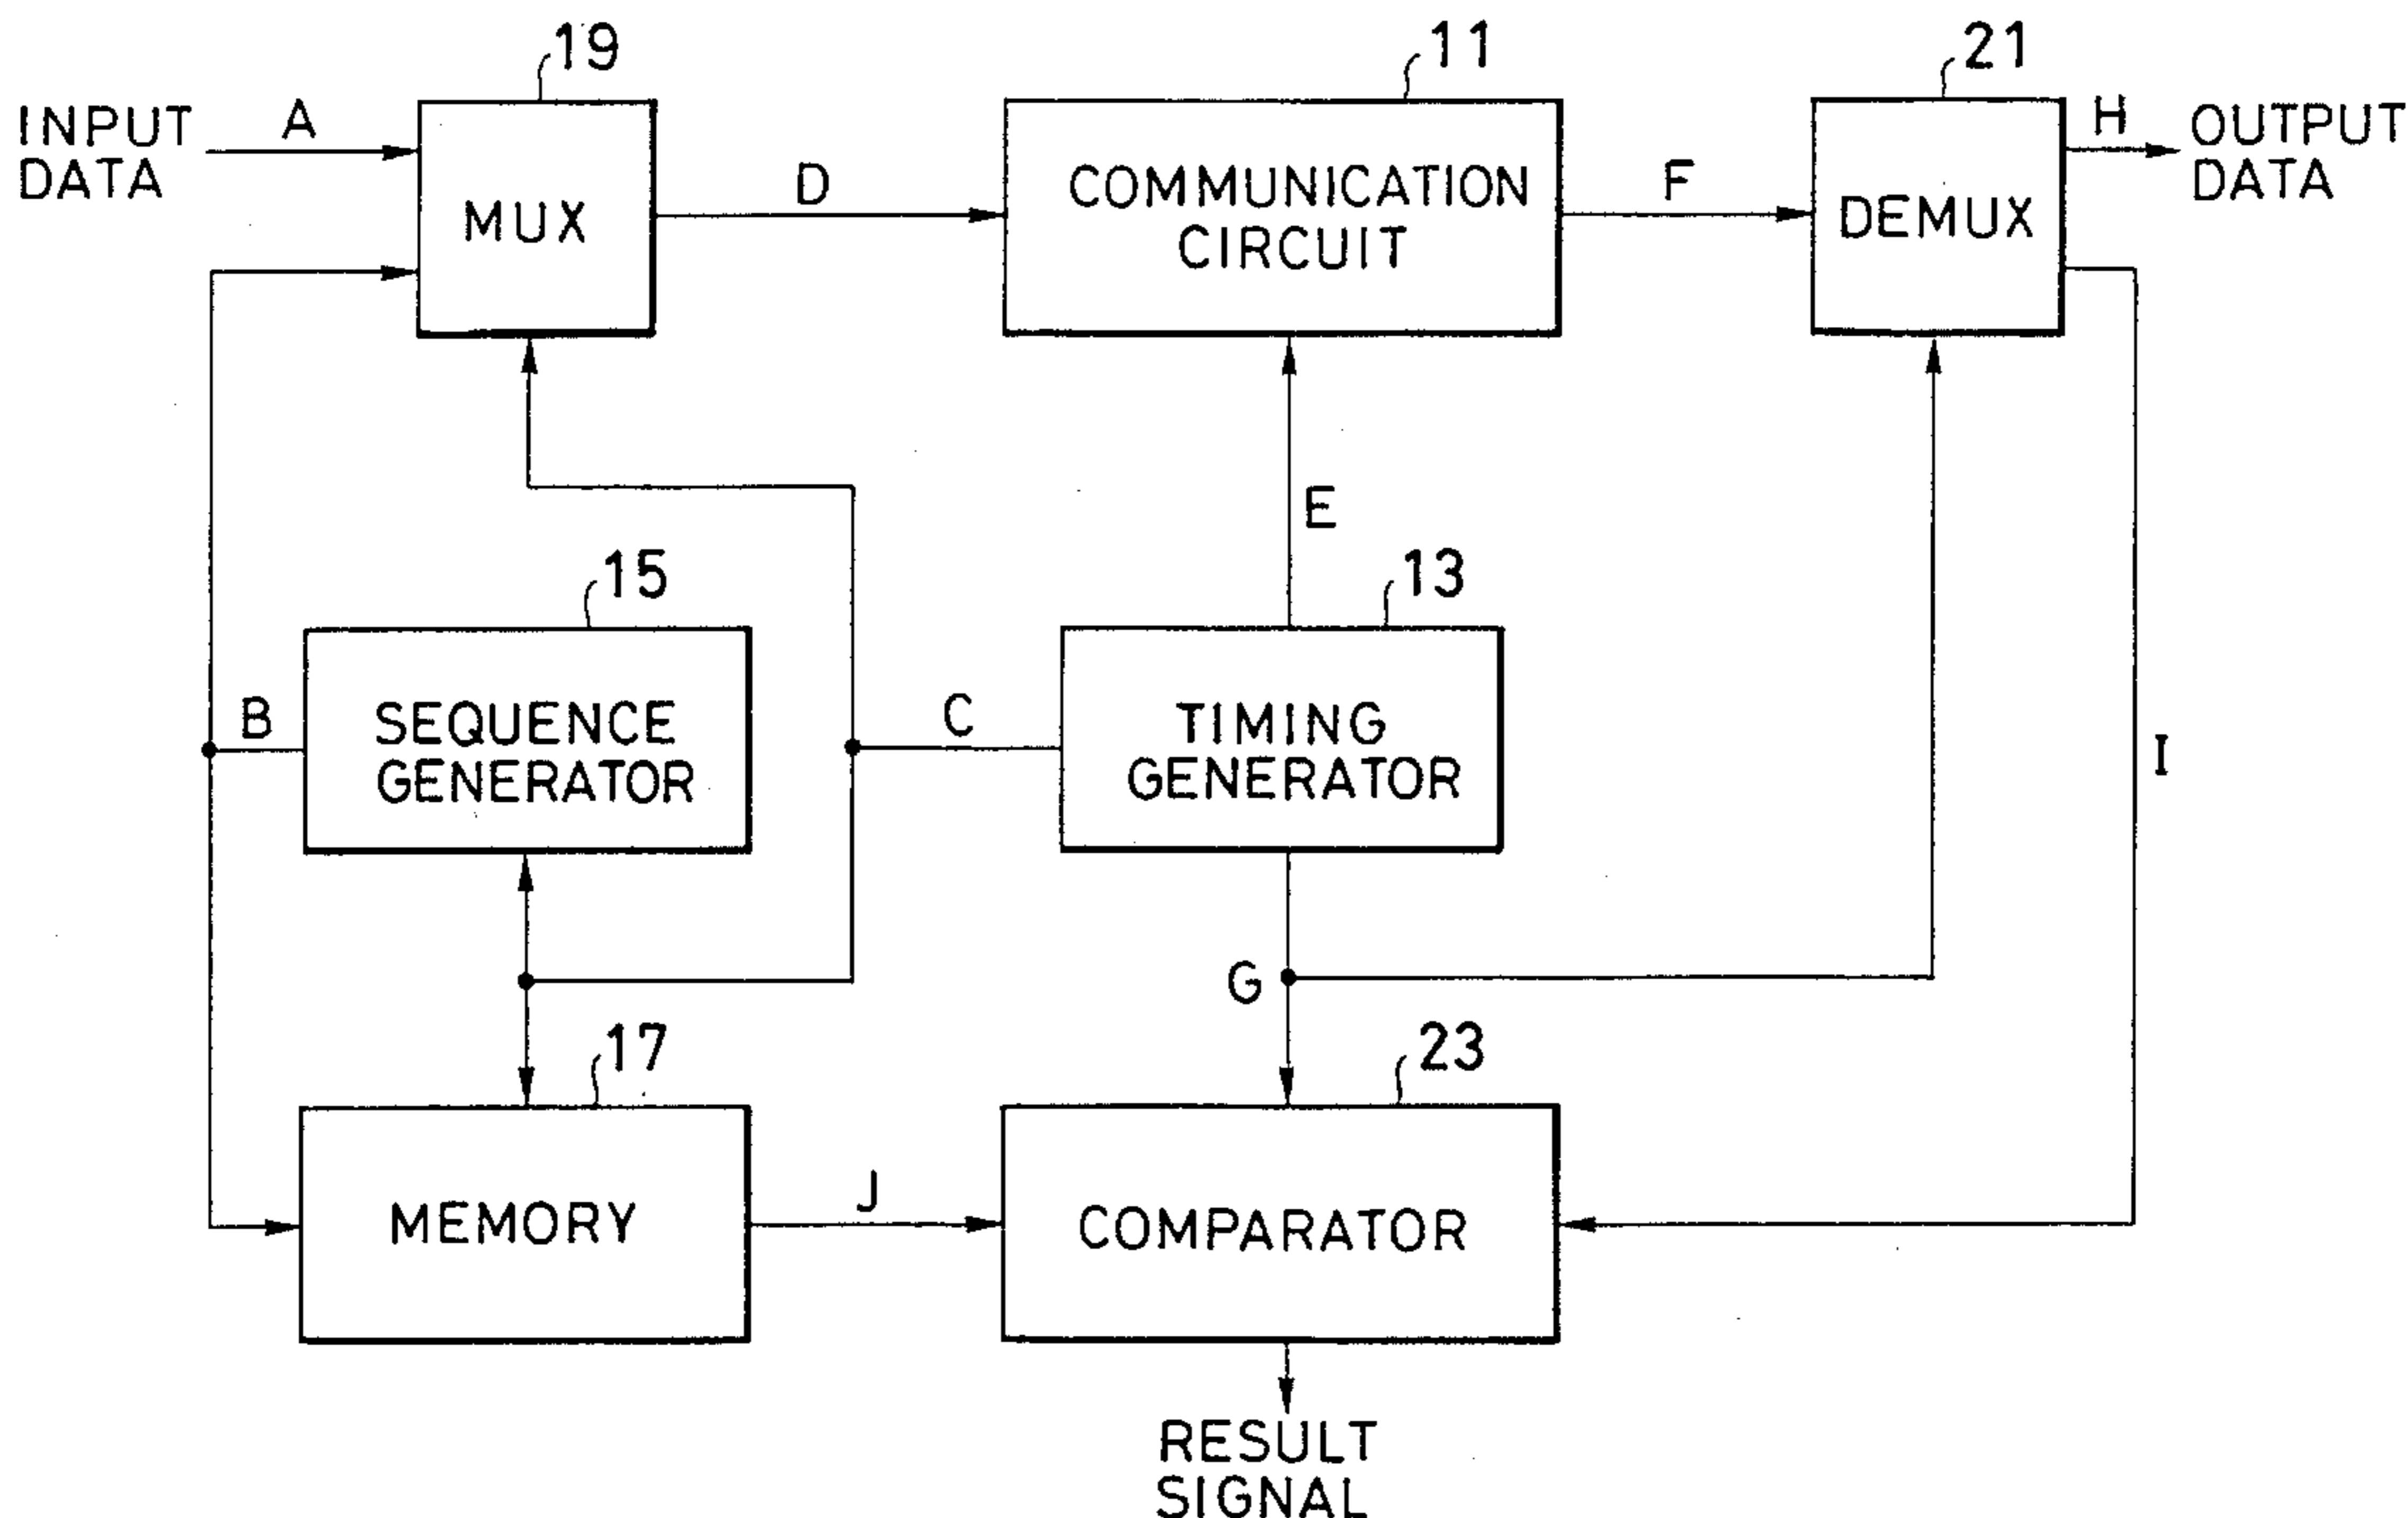 19
11
21
INPUT
DATA
A
MUX
D
COMMUNICATION
CIRCUIT
F
DEMUX
H
OUTPUT
DATA
E
15
13
B
SEQUENCE
GENERATOR
C
TIMING
GENERATOR
I
G
17
23
MEMORY
J
COMPARATOR
RESULT
SIGNAL